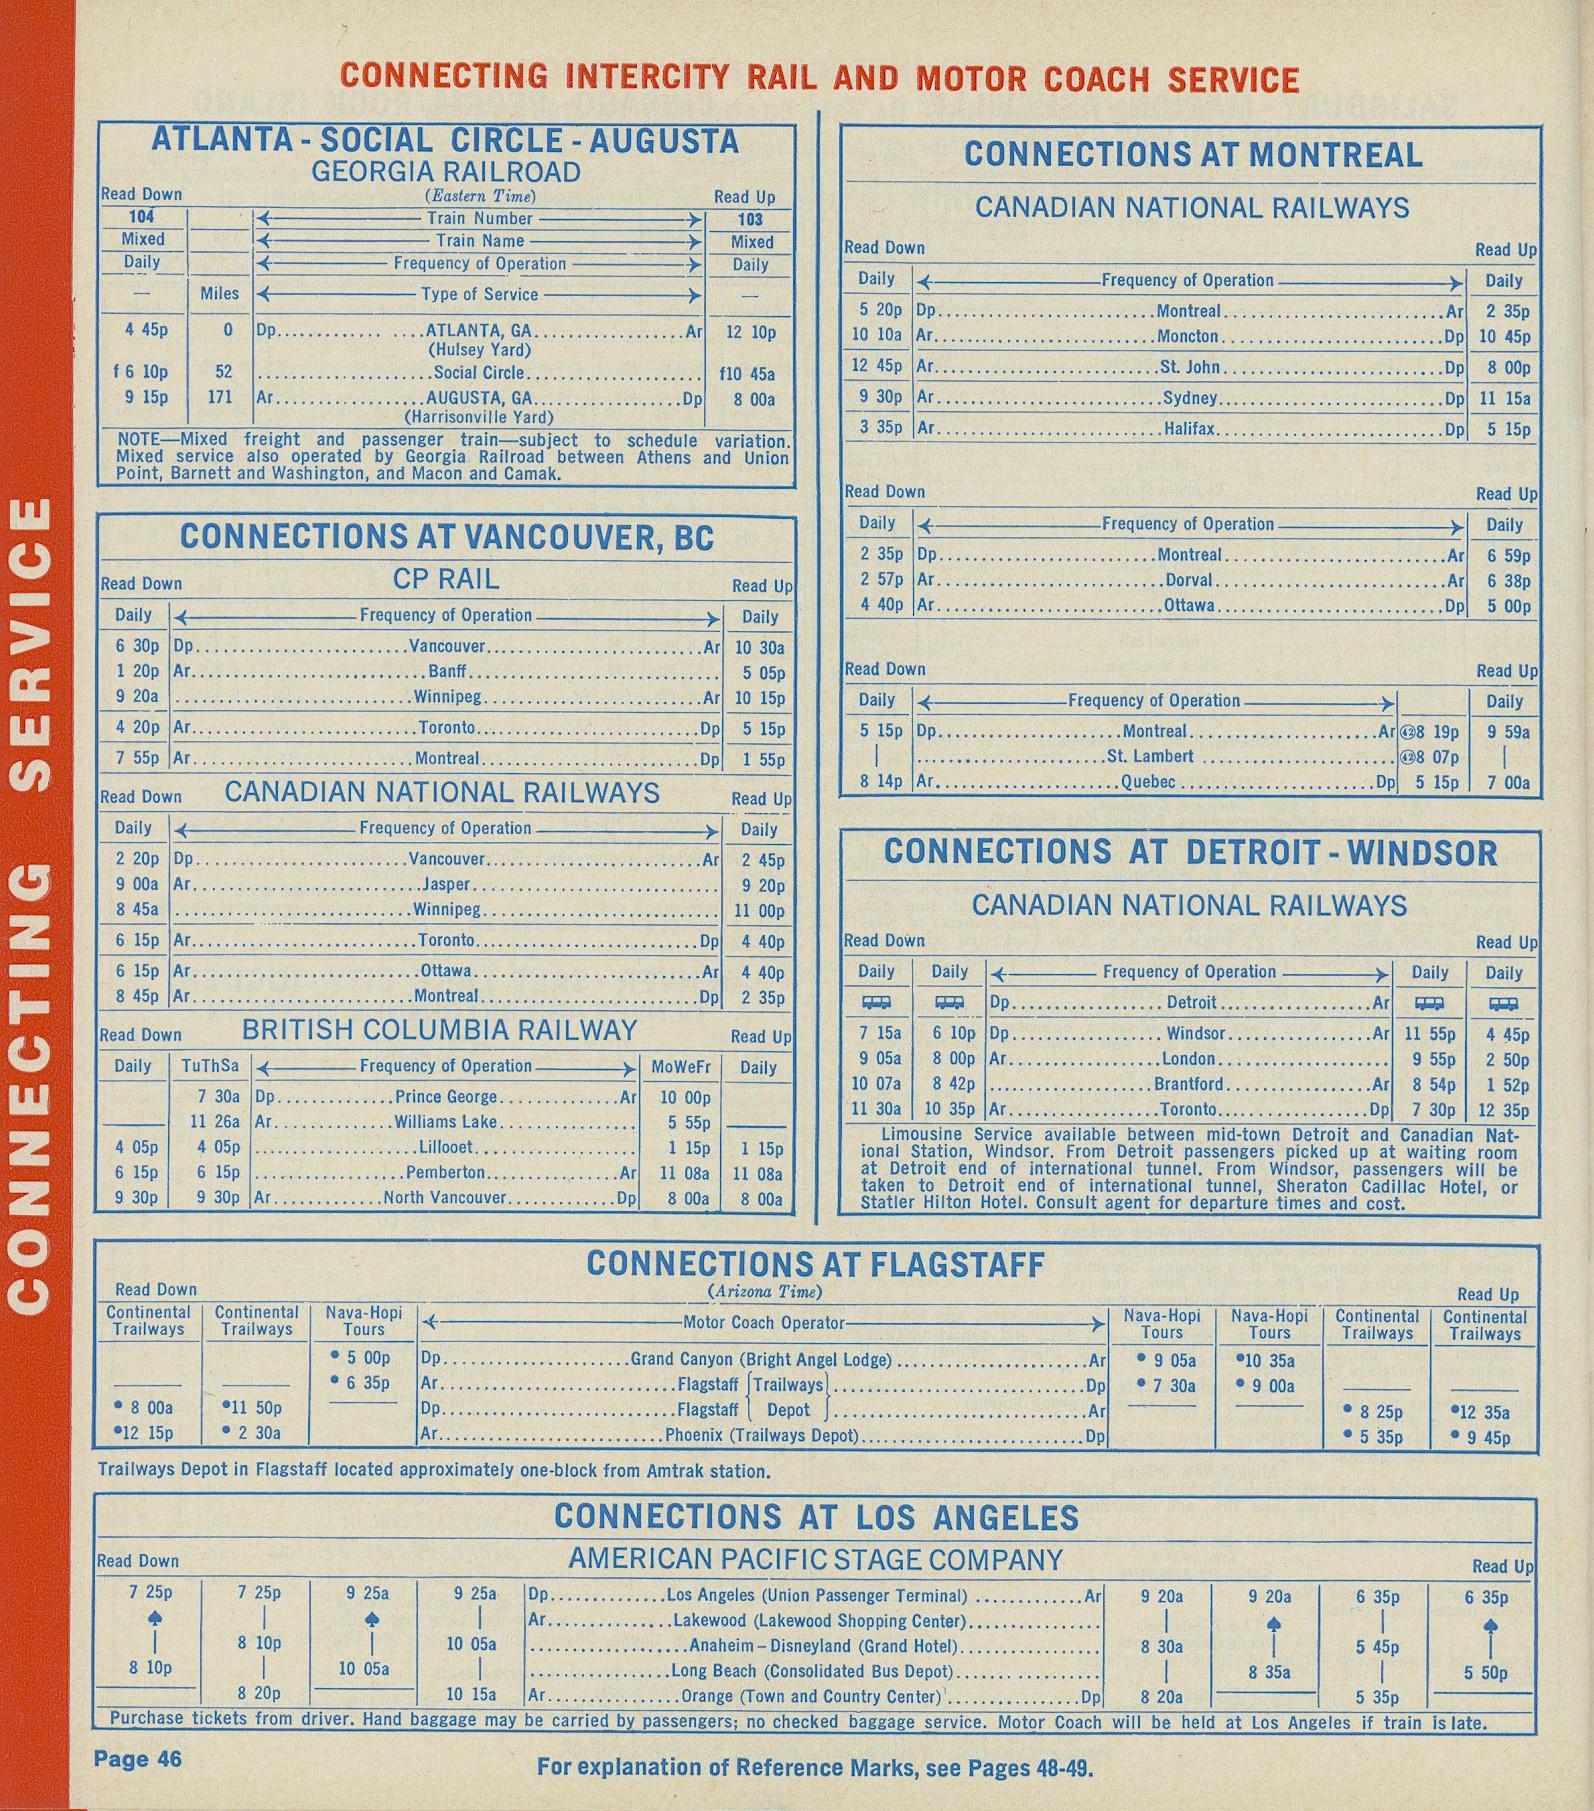 CONNECTING SERVICE
CONNECTING INTERCITY RAIL AND MOTOR COACH SERVICE
ATLANTA - SOCIAL CIRCLE - AUGUSTA
GEORGIA RAILROAD
Read Down (Eastern Time) Read Up
104 Train Number 103
Mixed Train Name Mixed
Daily Frequency of Operation Daily
— Miles Type of Service —
4 45p 0 Dp ATLANTA, GA. Ar 12 10p
(Hulsey Yard)
f 6 10p 52 Social Circle f10 45a
9 15p 171 Ar AUGUSTA, GA. Dp 8 00a
(Harrisonville Yard)
NOTE—Mixed freight and passenger train—subject to schedule variation.
Mixed service also operated by Georgia Railroad between Athens and Union
Point, Barnett and Washington, and Macon and Camak.
CONNECTIONS AT VANCOUVER, BC
CP RAIL
Read Down Read Up
Daily Frequency of Operation Daily
6 30p Dp Vancouver Ar 10 30a
1 20p Ar Banff 5 05p
9 20a Winnipeg Ar 10 15p
4 20p Ar Toronto Dp 5 15p
7 55p Ar Montreal Dp 1 55p
CANADIAN NATIONAL RAILWAYS
Read Down Read Up
Daily Frequency of Operation Daily
2 20p Dp Vancouver Ar 2 45p
9 00a Ar Jasper 9 20p
8 45a Winnipeg 11 00p
6 15p Ar Toronto Dp 4 40p
6 15p Ar Ottawa Ar 4 40p
8 45p Ar Montreal Dp 2 35p
BRITISH COLUMBIA RAILWAY
Read Down Read Up
Daily TuThSa Frequency of Operation MoWeFr Daily
7 30a Dp Prince George Ar 10 00p
11 26a Ar Williams Lake 5 55p
4 05p 4 05p Lillooet 1 15p 1 15p
6 15p 6 15p Pemberton Ar 11 08a 11 08a
9 30p 9 30p Ar North Vancouver Dp 8 00a 8 00a
CONNECTIONS AT MONTREAL
CANADIAN NATIONAL RAILWAYS
Read Down Read Up
Daily Frequency of Operation Daily
5 20p Dp Montreal Ar 2 35p
10 10a Ar Moncton Dp 10 45p
12 45p Ar St. John Dp 8 00p
9 30p Ar Sydney Dp 11 15a
3 35p Ar Halifax Dp 5 15p
Read Down Read Up
Daily Frequency of Operation Daily
2 35p Dp Montreal Ar 6 59p
2 57p Ar Dorval Ar 6 38p
4 40p Ar Ottawa Dp 5 00p
Read Down Read Up
Daily Frequency of Operation Daily
5 15p Dp Montreal Ar ㊷8 19p 9 59a
St. Lambert ㊷8 07p
8 14p Ar Quebec Dp 5 15p 7 00a
CONNECTIONS AT DETROIT - WINDSOR
CANADIAN NATIONAL RAILWAYS
Read Down Read Up
Daily Daily Frequency of Operation Daily Daily
Dp Detroit Ar
7 15a 6 10p Dp Windsor Ar 11 55p 4 45p
9 05a 8 00p Ar London 9 55p 2 50p
10 07a 8 42p Brantford Ar 8 54p 1 52p
11 30a 10 35p Ar Toronto Dp 7 30p 12 35p
Limousine Service available between mid-town Detroit and Canadian Nat-
ional Station, Windsor. From Detroit passengers picked up at waiting room
at Detroit end of international tunnel. From Windsor, passengers will be
taken to Detroit end of international tunnel, Sheraton Cadillac Hotel, or
Statler Hilton Hotel. Consult agent for departure times and cost.
CONNECTIONS AT FLAGSTAFF
Read Down (Arizona Time) Read Up
Continental Trailways Continental Trailways Nava-Hopi Tours Motor Coach Operator Nava-Hopi Tours Nava-Hopi Tours Continental Trailways Continental Trailways
• 5 00p Dp Grand Canyon (Bright Angel Lodge) Ar • 9 05a •10 35a
• 6 35p Ar Flagstaff {Trailways} Dp • 7 30a • 9 00a
• 8 00a •11 50p Dp Flagstaff { Depot } Ar • 8 25p •12 35a
•12 15p • 2 30a Ar Phoenix (Trailways Depot) Dp • 5 35p • 9 45p
Trailways Depot in Flagstaff located approximately one-block from Amtrak station.
CONNECTIONS AT LOS ANGELES
AMERICAN PACIFIC STAGE COMPANY
Read Down Read Up
7 25p 7 25p 9 25a 9 25a Dp Los Angeles (Union Passenger Terminal) Ar 9 20a 9 20a 6 35p 6 35p
♠ ♠ Ar Lakewood (Lakewood Shopping Center) ♠ ♠
8 10p 10 05a Anaheim – Disneyland (Grand Hotel) 8 30a 5 45p
8 10p 10 05a Long Beach (Consolidated Bus Depot) 8 35a 5 50p
8 20p 10 15a Ar Orange (Town and Country Center) Dp 8 20a 5 35p
Purchase tickets from driver. Hand baggage may be carried by passengers; no checked baggage service. Motor Coach will be held at Los Angeles if train is late.
Page 46
For explanation of Reference Marks, see Pages 48-49.